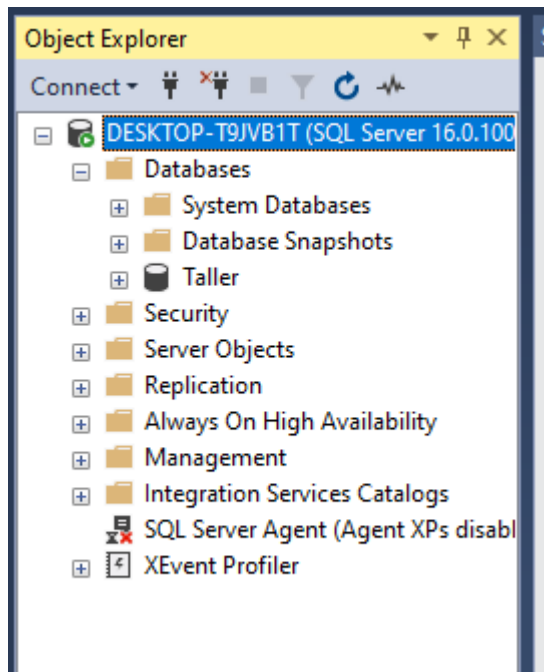 Object Explorer
Connect
DESKTOP-T9JVB1T (SQL Server 16.0.100
Databases
System Databases
Database Snapshots
Taller
Security
Server Objects
Replication
Always On High Availability
Management
Integration Services Catalogs
SQL Server Agent (Agent XPs disabl
XEvent Profiler